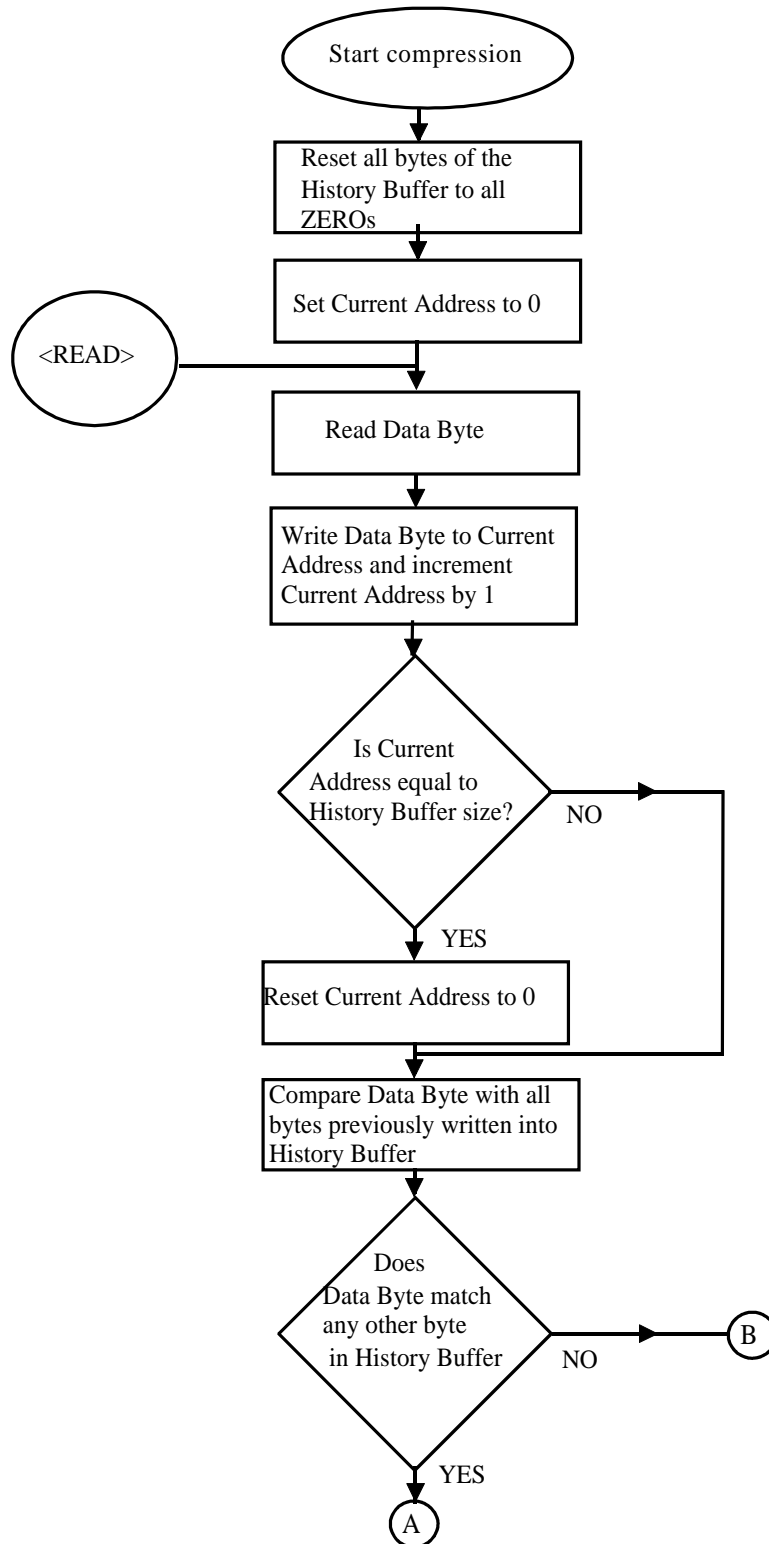 Start compression
Reset all bytes of the
History Buffer to all
ZEROs
Set Current Address to 0
<READ>
Read Data Byte
Write Data Byte to Current
Address and increment
Current Address by 1
Is Current
Address equal to
History Buffer size?
NO
YES
Reset Current Address to 0
Compare Data Byte with all
bytes previously written into
History Buffer
Does
Data Byte match
any other byte
in History Buffer
B
NO
YES
A